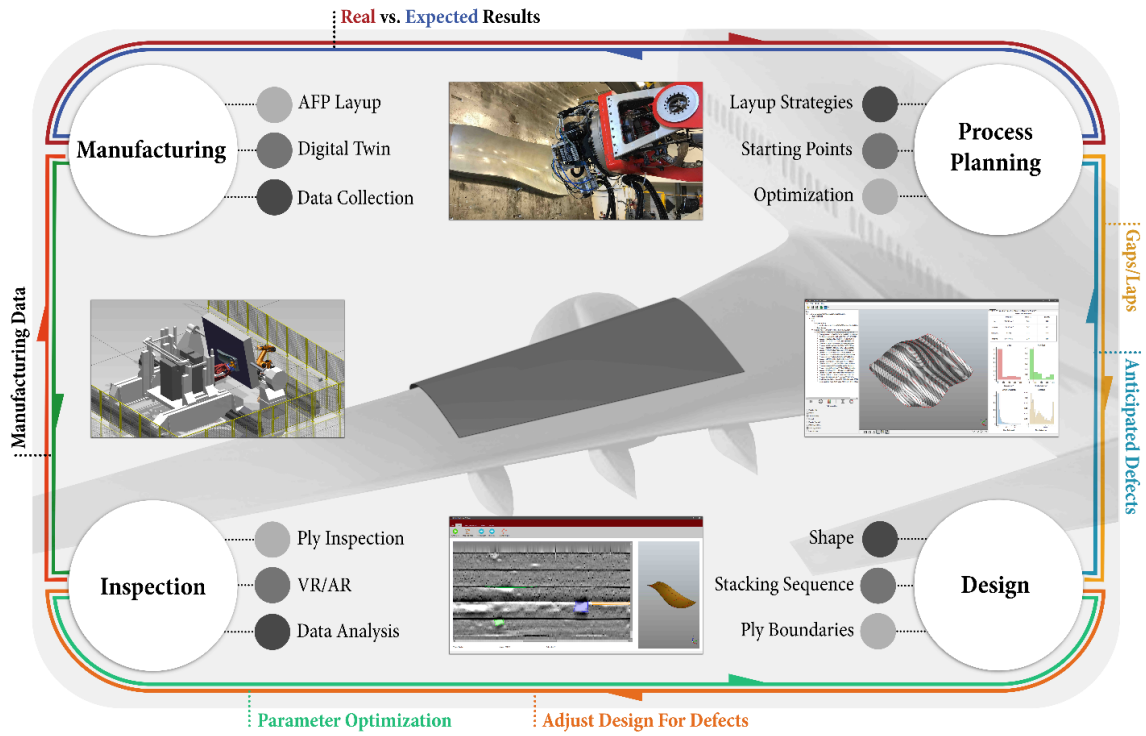 Real vs. Expected Results
Manufacturing
AFP Layup
Digital Twin
Data Collection
Layup Strategies
Starting Points
Optimization
Process
Planning
Gaps/Laps
Anticipated Defects
Manufacturing Data
Inspection
Ply Inspection
VR/AR
Data Analysis
Shape
Stacking Sequence
Ply Boundaries
Design
Parameter Optimization
Adjust Design For Defects